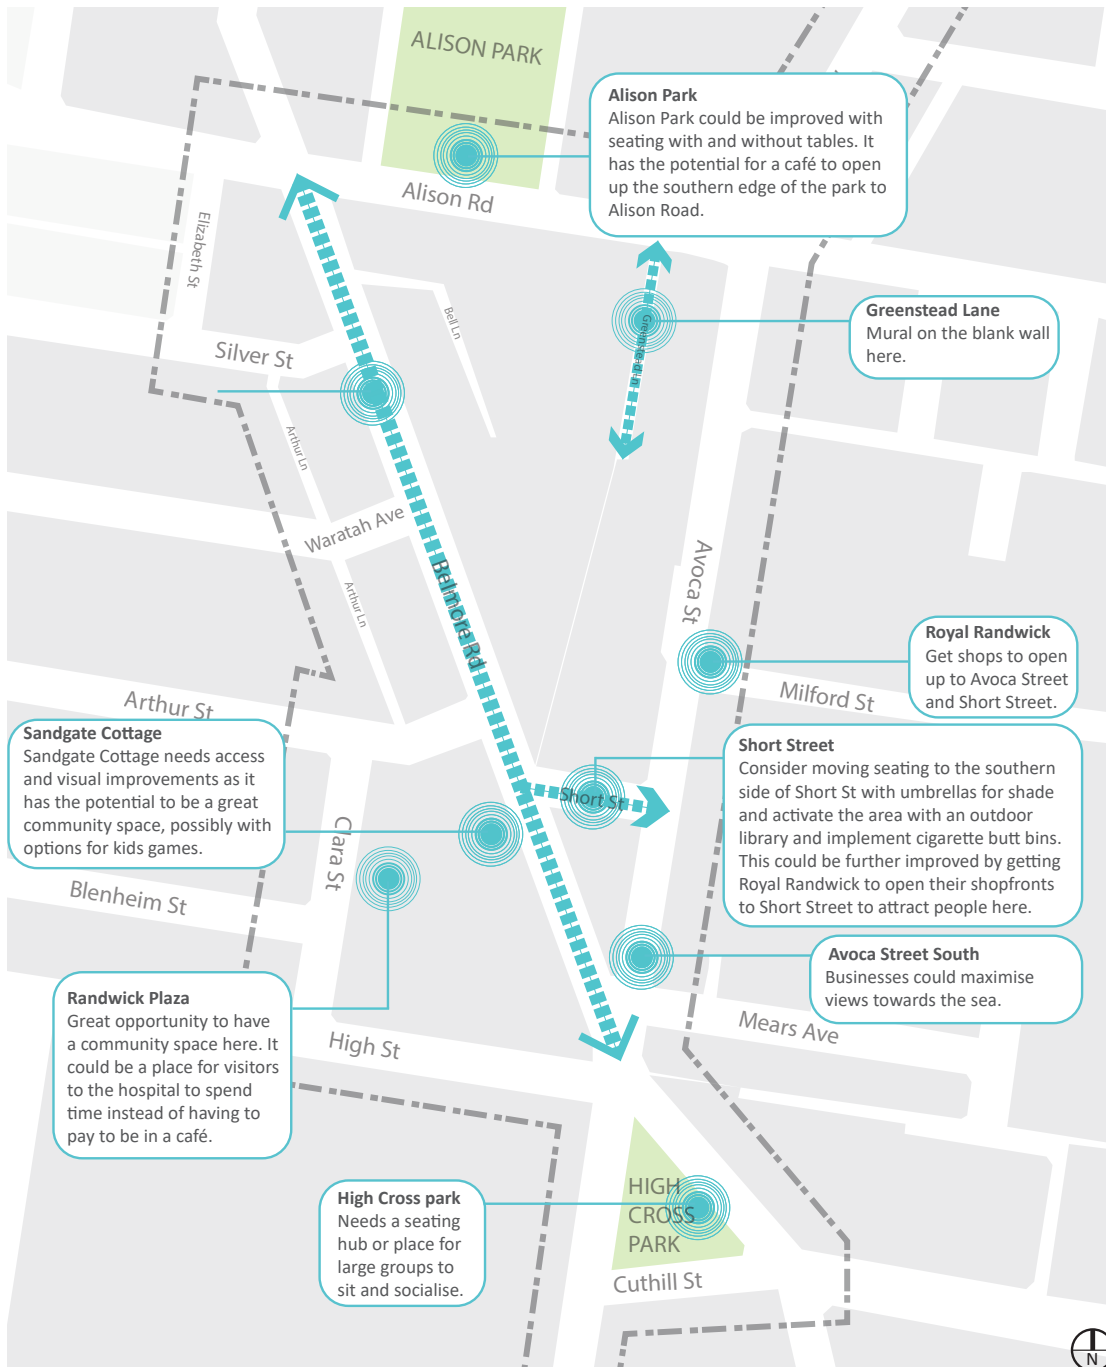 ALISON PARK
Alison Park
Alison Park could be improved with
seating with and without tables. It
has the potential for a café to open
up the southern edge of the park to
Alison Road.
Alison Rd
Elizabeth St
Bell Ln
Greenstead Ln
Greenstead Lane
Mural on the blank wall
here.
Silver St
Arthur Ln
Waratah Ave
Arthur Ln
Belmore Rd
Avoca St
Royal Randwick
Get shops to open
up to Avoca Street
and Short Street.
Milford St
Arthur St
Sandgate Cottage
Sandgate Cottage needs access
and visual improvements as it
has the potential to be a great
community space, possibly with
options for kids games.
Short Street
Consider moving seating to the southern
side of Short St with umbrellas for shade
and activate the area with an outdoor
library and implement cigarette butt bins.
This could be further improved by getting
Royal Randwick to open their shopfronts
to Short Street to attract people here.
Short St
Clara St
Blenheim St
Avoca Street South
Businesses could maximise
views towards the sea.
Randwick Plaza
Great opportunity to have
a community space here. It
could be a place for visitors
to the hospital to spend
time instead of having to
pay to be in a café.
High St
Mears Ave
High Cross park
Needs a seating
hub or place for
large groups to
sit and socialise.
HIGH
CROSS
PARK
Cuthill St
N